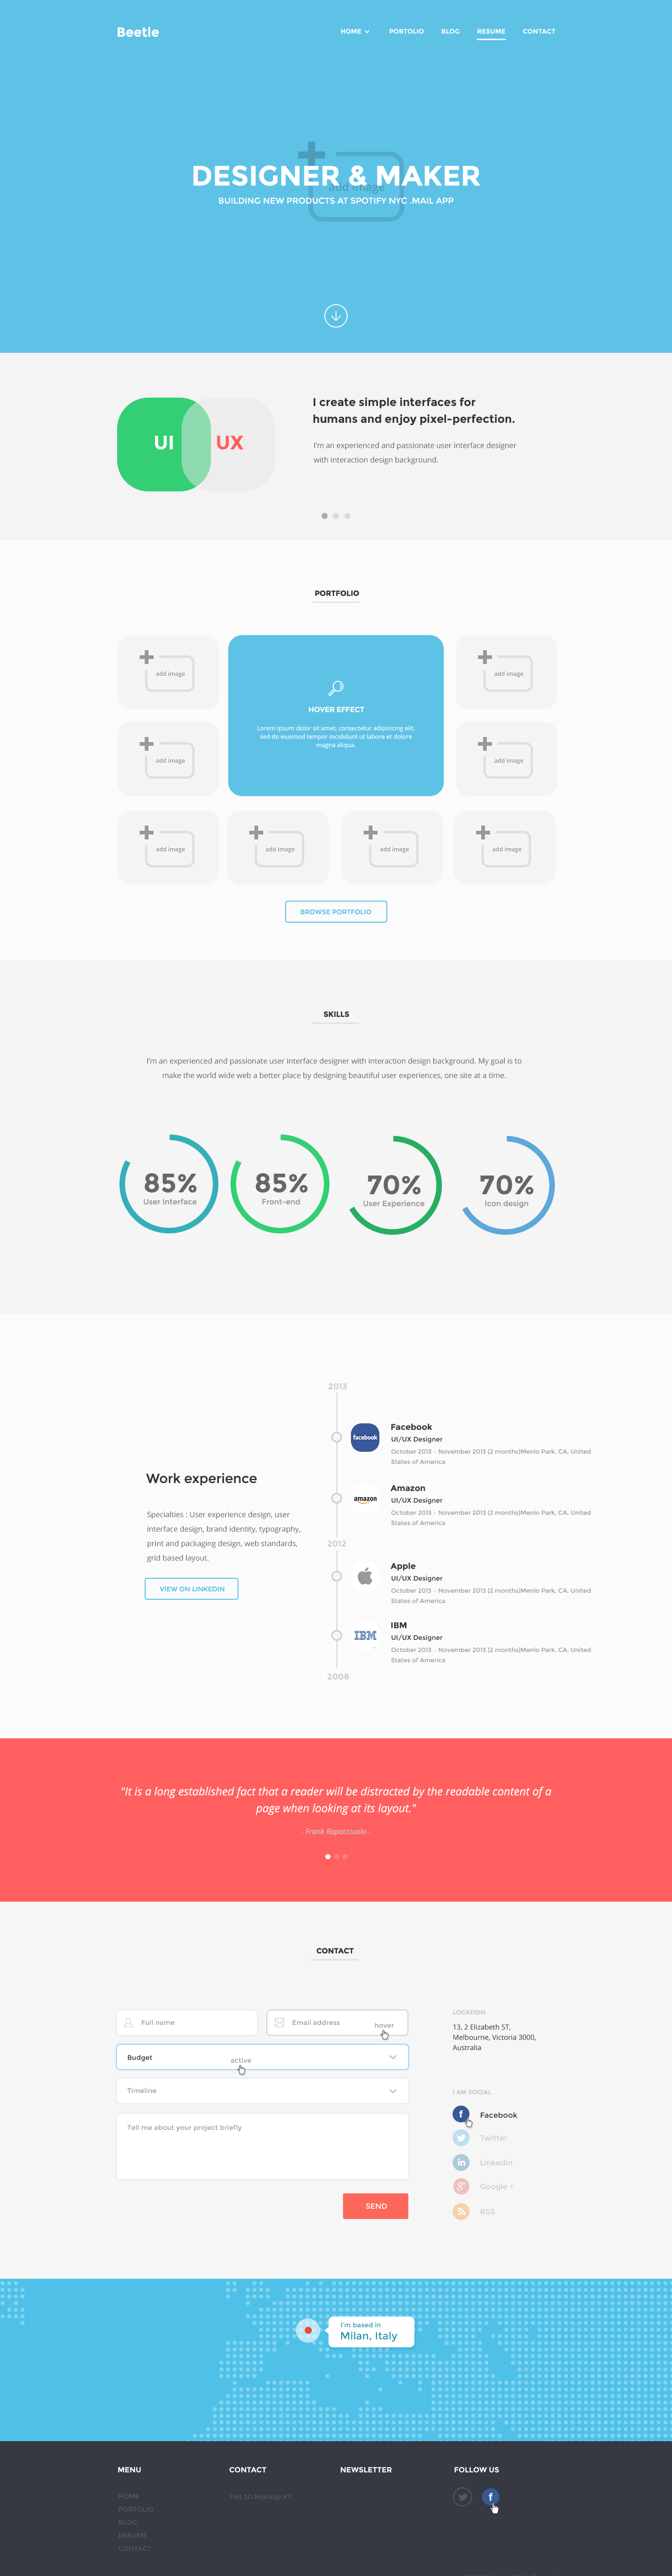 Beetle
HOME
PORTOLIO
BLOG
RESUME
CONTACT
add image
DESIGNER & MAKER
BUILDING NEW PRODUCTS AT SPOTIFY NYC .MAIL APP
UI
UX
I create simple interfaces for
humans and enjoy pixel-perfection.
I'm an experienced and passionate user interface designer
with interaction design background.
PORTFOLIO
add image
add image
HOVER EFFECT
Lorem ipsum dolor sit amet, consectetur adipisicing elit,
sed do eiusmod tempor incididunt ut labore et dolore
magna aliqua.
add image
add image
add image
add image
add image
add image
BROWSE PORTFOLIO
SKILLS
I'm an experienced and passionate user interface designer with interaction design background. My goal is to
make the world wide web a better place by designing beautiful user experiences, one site at a time.
85%
User Interface
85%
Front-end
70%
User Experience
70%
Icon design
Work experience
Specialties : User experience design, user
interface design, brand identity, typography,
print and packaging design, web standards,
grid based layout.
VIEW ON LINKEDIN
2013
facebook
Facebook
UI/UX Designer
October 2013 - November 2013 (2 months)Menlo Park, CA, United
States of America
amazon
Amazon
UI/UX Designer
October 2013 - November 2013 (2 months)Menlo Park, CA, United
States of America
2012
Apple
UI/UX Designer
October 2013 - November 2013 (2 months)Menlo Park, CA, United
States of America
IBM
IBM
UI/UX Designer
October 2013 - November 2013 (2 months)Menlo Park, CA, United
States of America
2008
"It is a long established fact that a reader will be distracted by the readable content of a
page when looking at its layout."
- Frank Rapacciuolo -
CONTACT
Full name
Email address
hover
Budget
active
Timeline
Tell me about your project briefly
SEND
LOCATION
13, 2 Elizabeth ST,
Melbourne, Victoria 3000,
Australia
I AM SOCIAL
Facebook
Twitter
Linkedin
Google +
RSS
I'm based in
Milan, Italy
MENU
HOME
PORTOLIO
BLOG
RESUME
CONTACT
CONTACT
Flat 3D Mockup Kit
NEWSLETTER
FOLLOW US